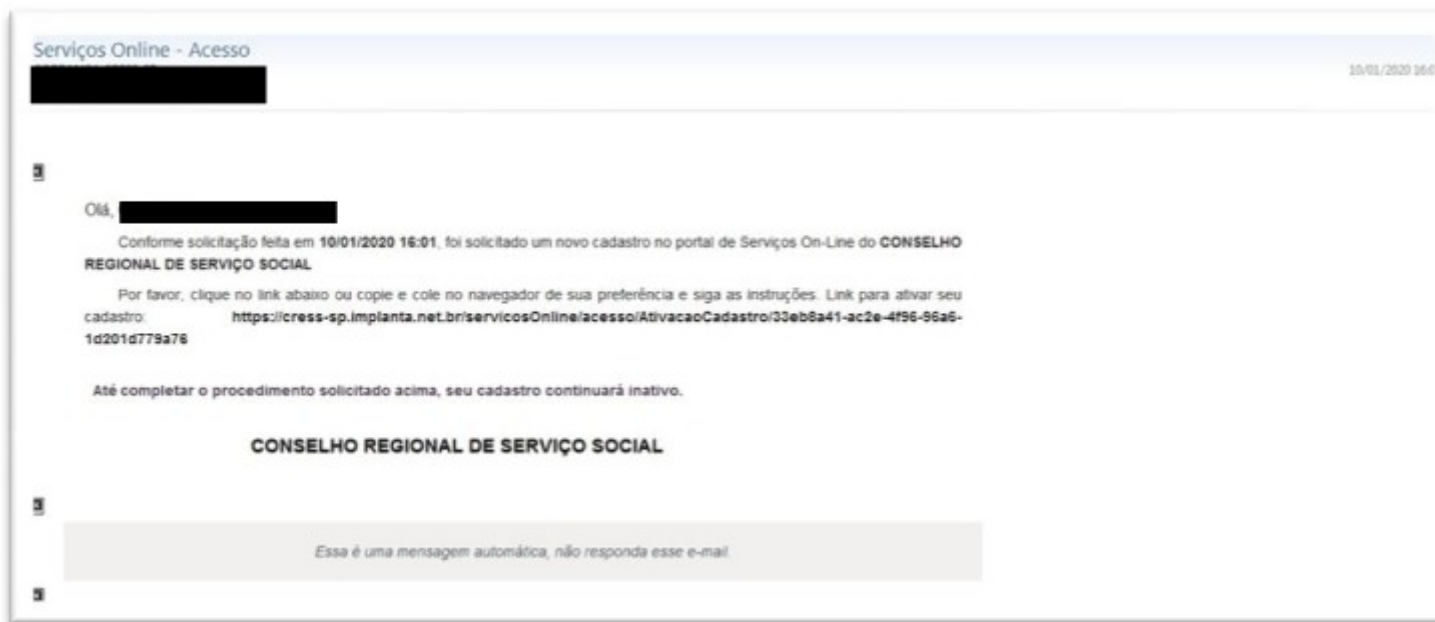 Serviços Online - Acesso
10/01/2020 16:0
Olá,
Conforme solicitação feita em 10/01/2020 16:01, foi solicitado um novo cadastro no portal de Serviços On-Line do CONSELHO
REGIONAL DE SERVIÇO SOCIAL
Por favor, clique no link abaixo ou copie e cole no navegador de sua preferência e siga as instruções. Link para ativar seu
cadastro: https://cress-sp.implanta.net.br/servicosOnline/acesso/AtivacaoCadastro/33eb8a41-ac2e-4f96-96a6-
1d201d779a76
Até completar o procedimento solicitado acima, seu cadastro continuará inativo.
CONSELHO REGIONAL DE SERVIÇO SOCIAL
Essa é uma mensagem automática, não responda esse e-mail.